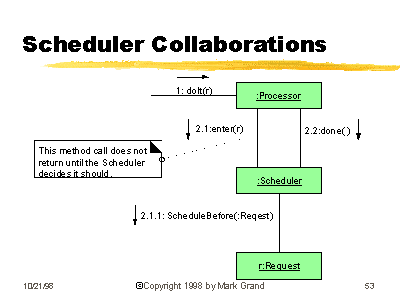 Scheduler Collaborations
1: doIt(r)
:Processor
2.1:enter(r)
2.2:done( )
This method call does not
return until the Scheduler
decides it should.
:Scheduler
2.1.1: ScheduleBefore(:Reqest)
r:Request
10/21/98
©Copyright 1998 by Mark Grand
53